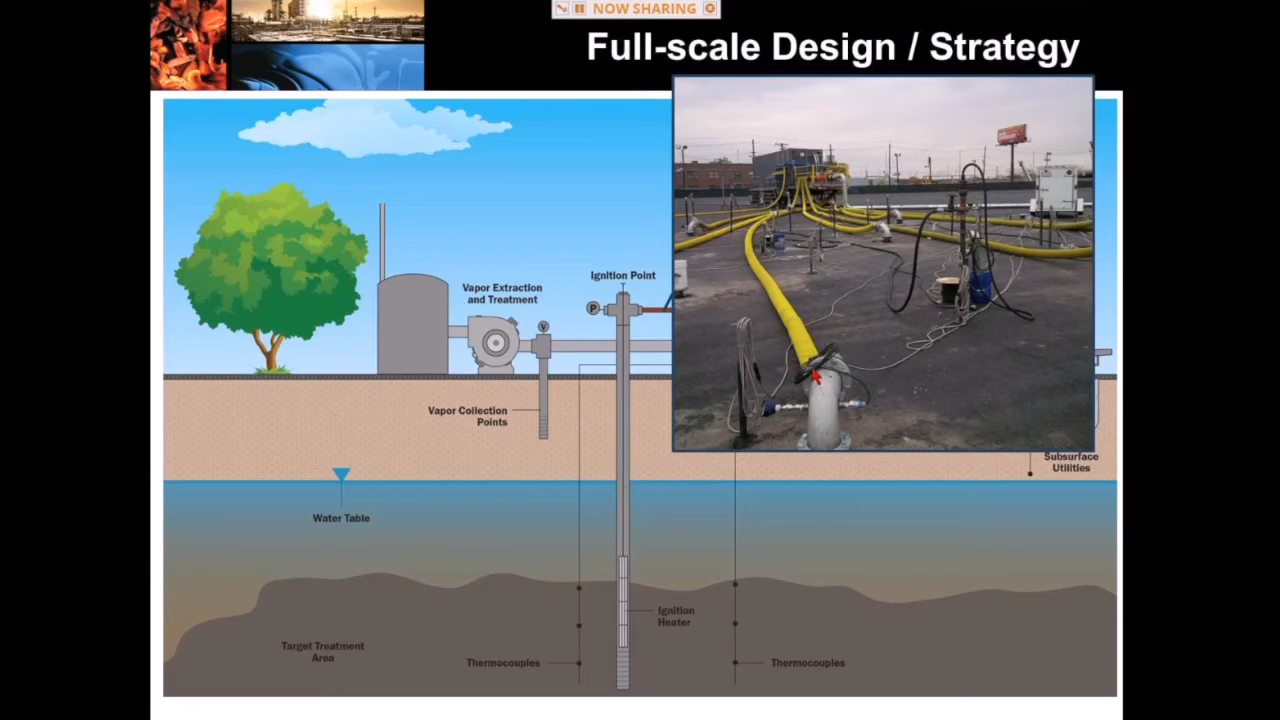 NOW SHARING
Full-scale Design / Strategy
Ignition Point
Vapor Extraction
and Treatment
P
V
Vapor Collection
Points
Subsurface
Utilities
Water Table
Ignition
Heater
Target Treatment
Area
Thermocouples
Thermocouples